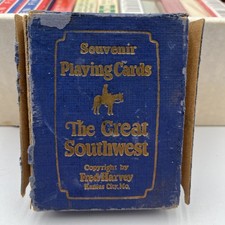 Souvenir
Playing Cards
The Great
Southwest
Copyright by
Fred Harvey
Kansas City, Mo.